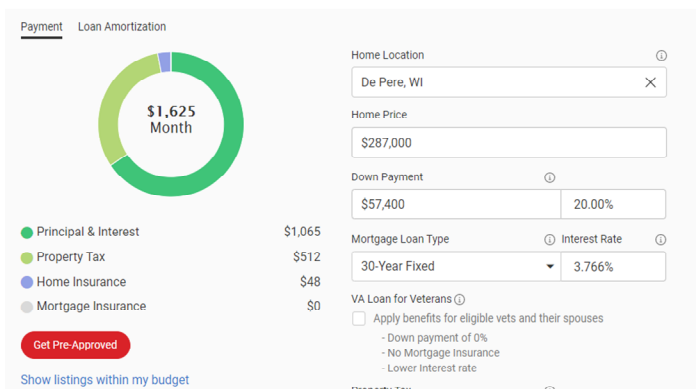 Payment Loan Amortization
$1,625
Month
Principal & Interest $1,065
Property Tax $512
Home Insurance $48
Mortgage Insurance $0
Get Pre-Approved
Show listings within my budget
Home Location
De Pere, WI
Home Price
$287,000
Down Payment
$57,400 20.00%
Mortgage Loan Type Interest Rate
30-Year Fixed 3.766%
VA Loan for Veterans
Apply benefits for eligible vets and their spouses
- Down payment of 0%
- No Mortgage Insurance
- Lower Interest rate
Property Tax